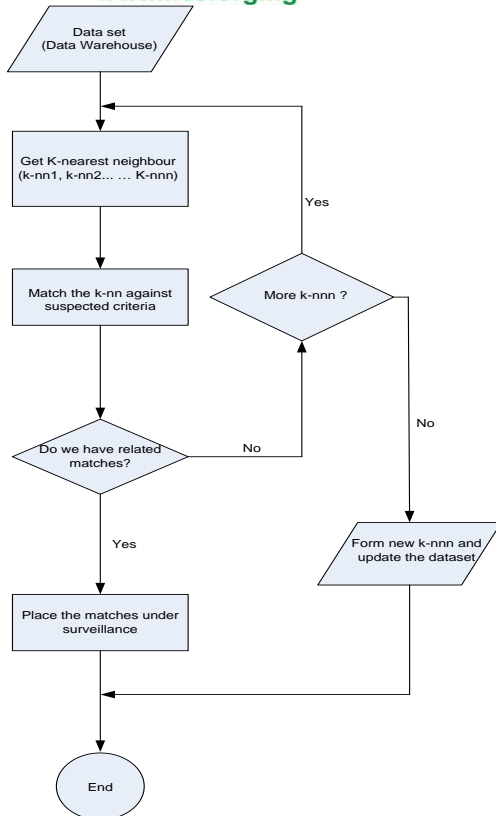 Data set
(Data Warehouse)
Get K-nearest neighbour
(k-nn1, k-nn2... ... K-nnn)
Yes
Match the k-nn against
suspected criteria
More k-nnn ?
Do we have related
matches?
No
No
Yes
Form new k-nnn and
update the dataset
Place the matches under
surveillance
End